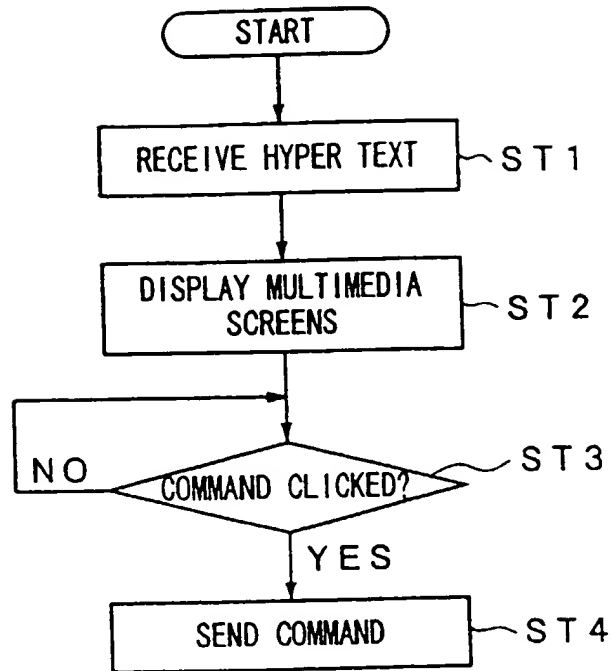 START
RECEIVE HYPER TEXT
ST1
DISPLAY MULTIMEDIA
SCREENS
ST2
NO
COMMAND CLICKED?
ST3
YES
SEND COMMAND
ST4